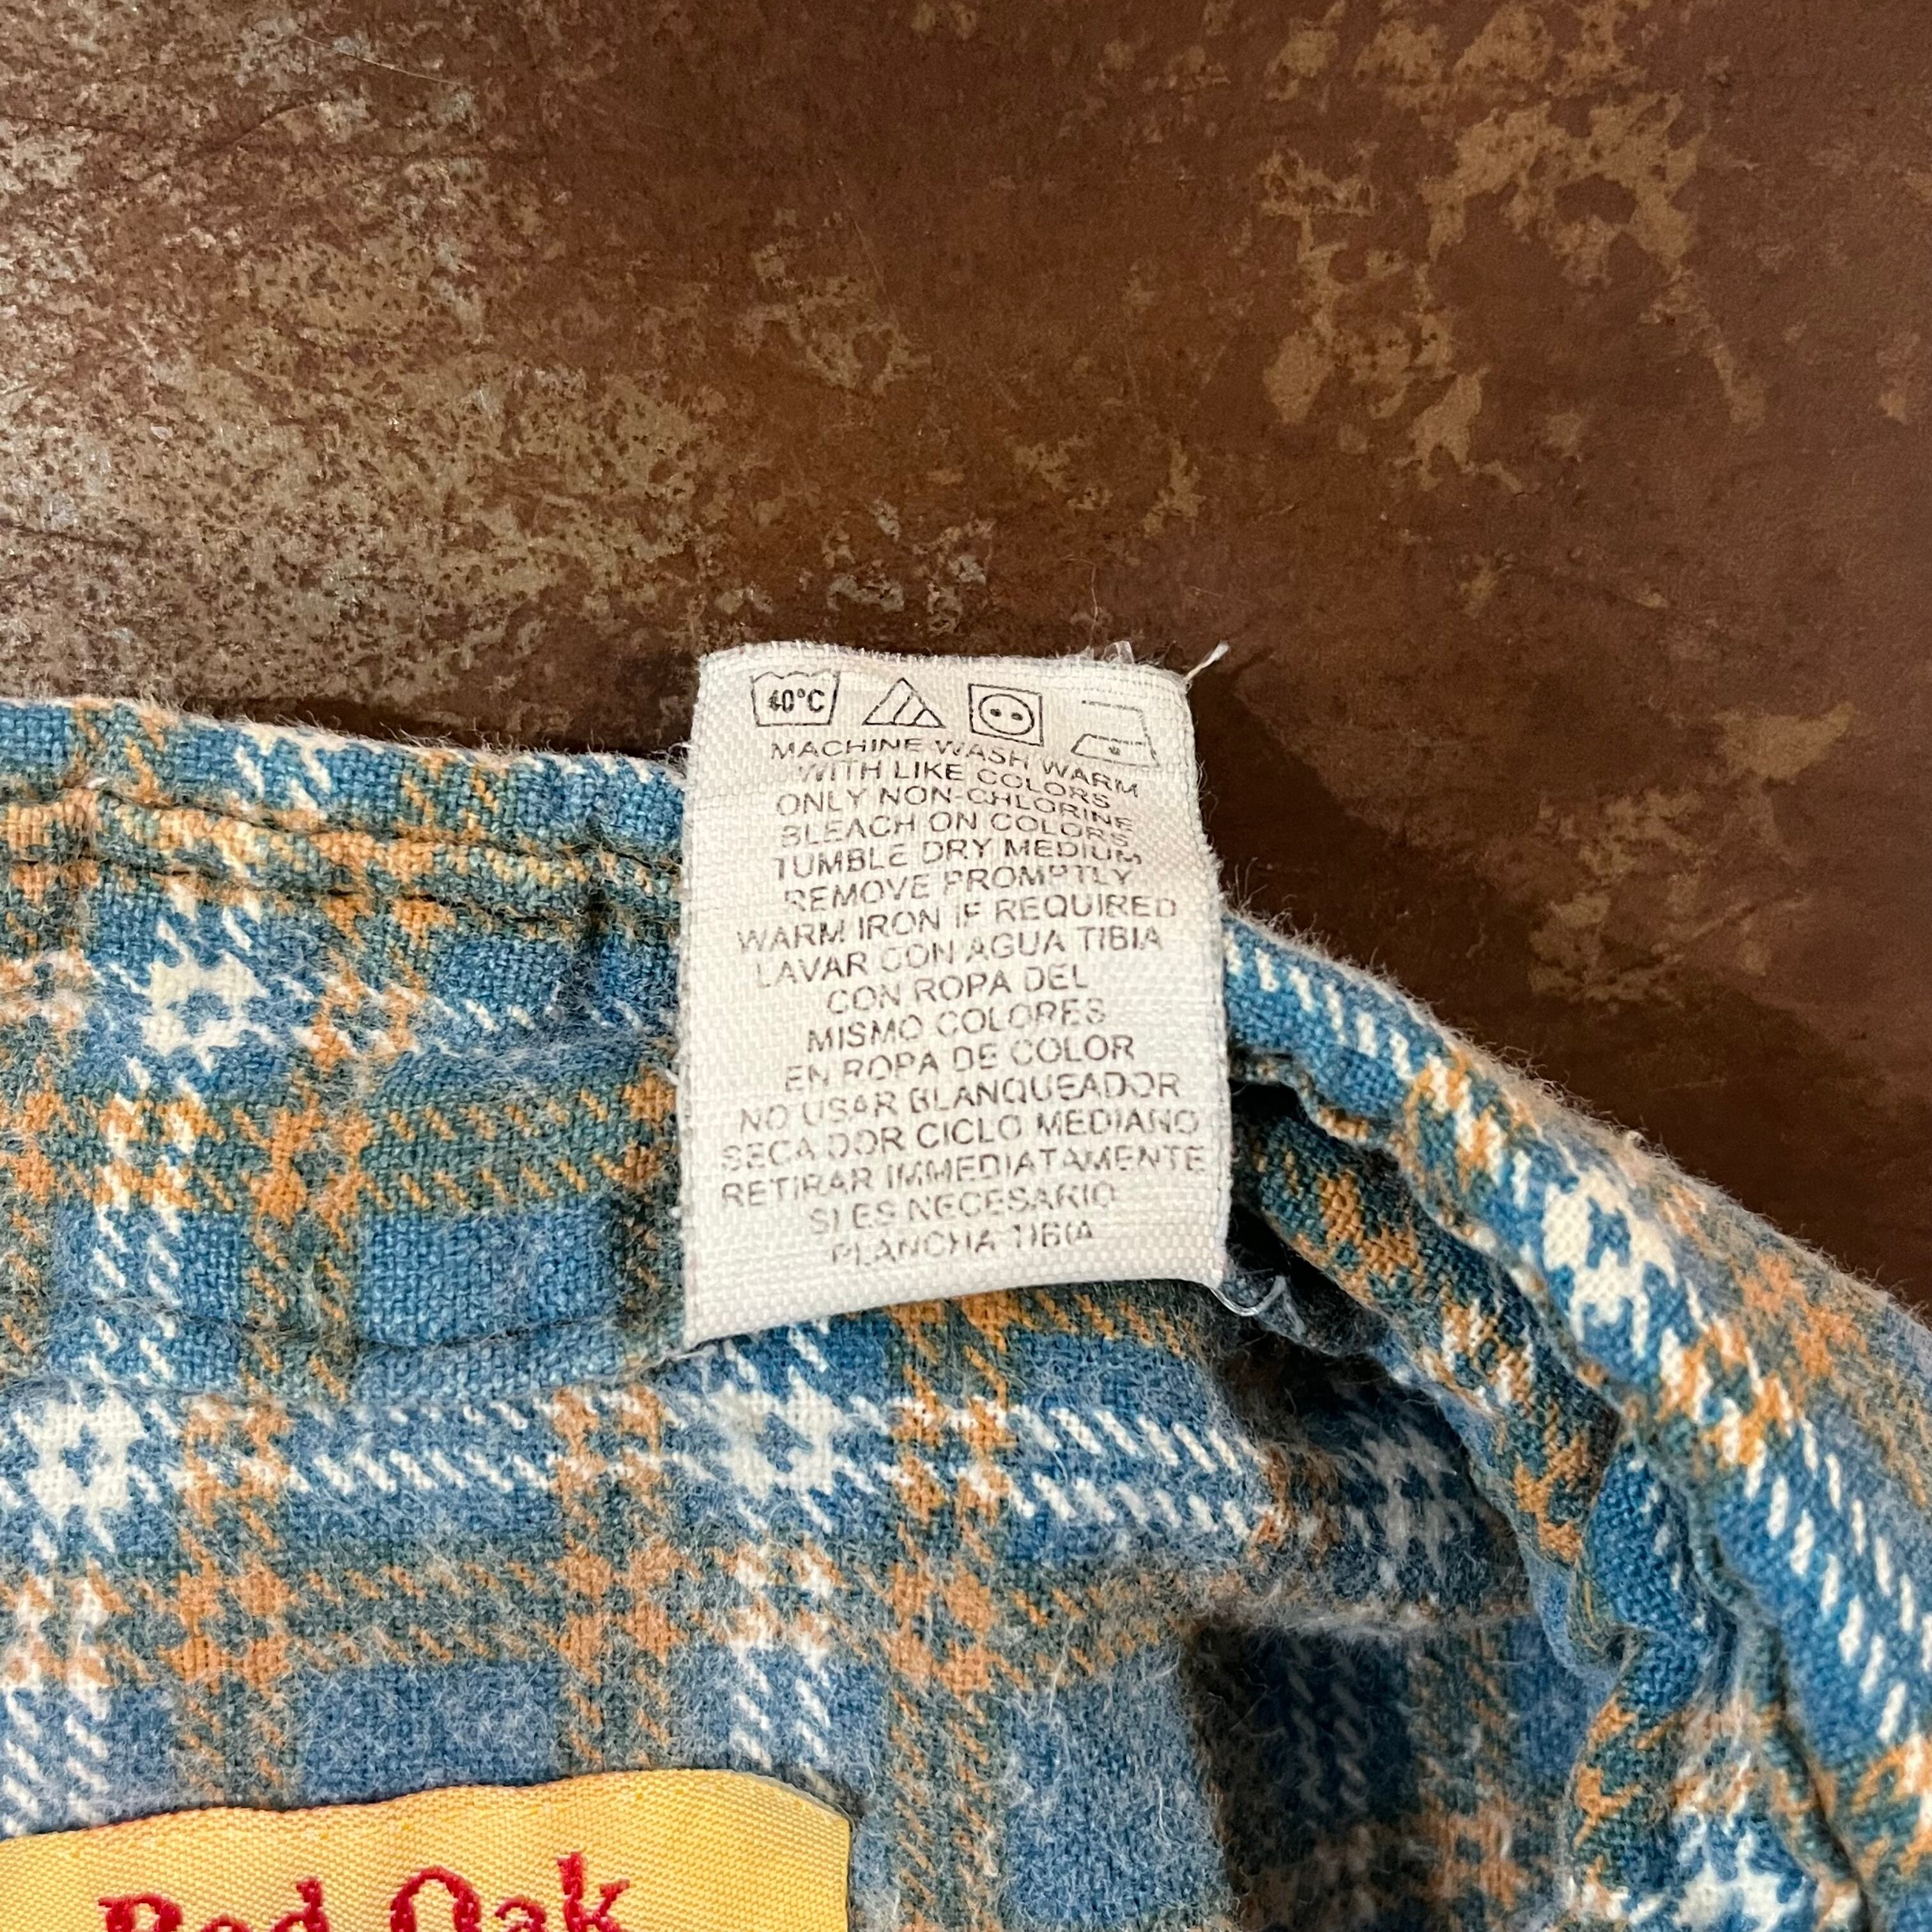 40°C
MACHINE WASH WARM
WITH LIKE COLORS
ONLY NON-CHLORINE
BLEACH ON COLORS
TUMBLE DRY MEDIUM
REMOVE PROMPTLY
WARM IRON IF REQUIRED
LAVAR CON AGUA TIBIA
CON ROPA DEL
MISMO COLORES
EN ROPA DE COLOR
NO USAR BLANQUEADOR
SECADOR CICLO MEDIANO
RETIRAR IMMEDIATAMENTE
SI ES NECESARIO
PLANCHA TIBIA
Red Oak